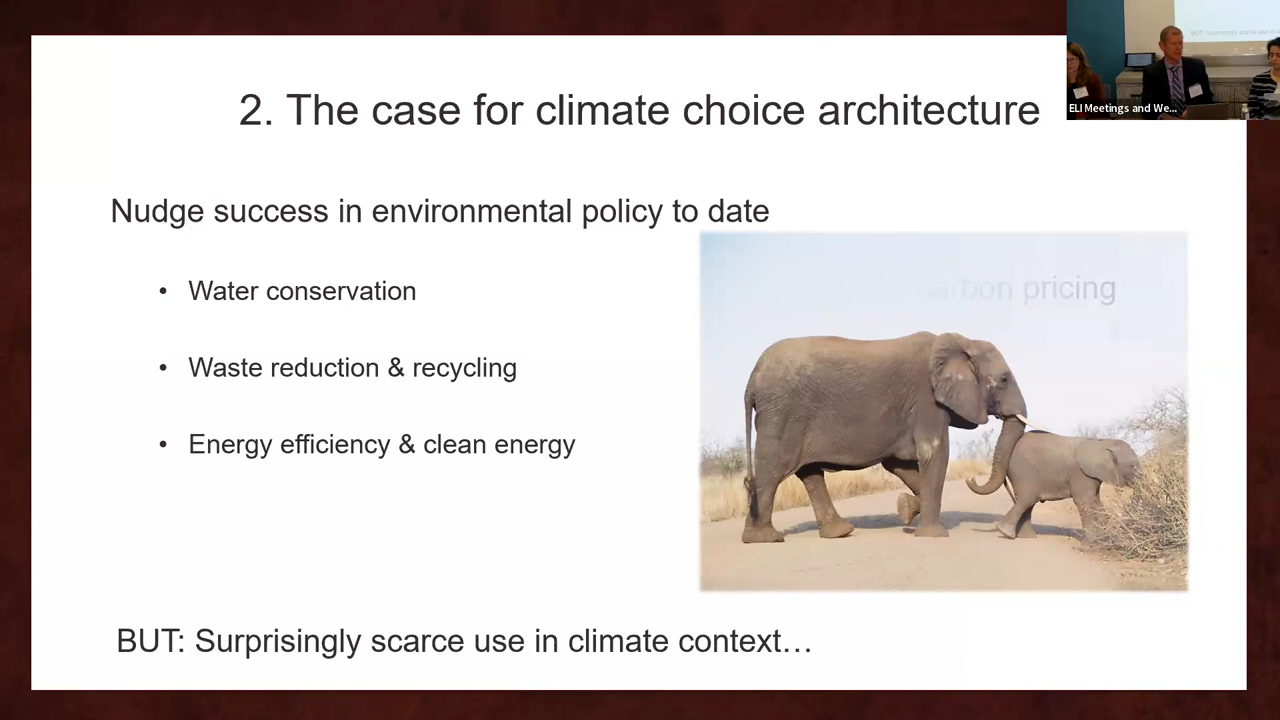 2. The case for climate choice architecture
ELI Meetings and We...
Nudge success in environmental policy to date
• Water conservation
carbon pricing
• Waste reduction & recycling
• Energy efficiency & clean energy
BUT: Surprisingly scarce use in climate context…